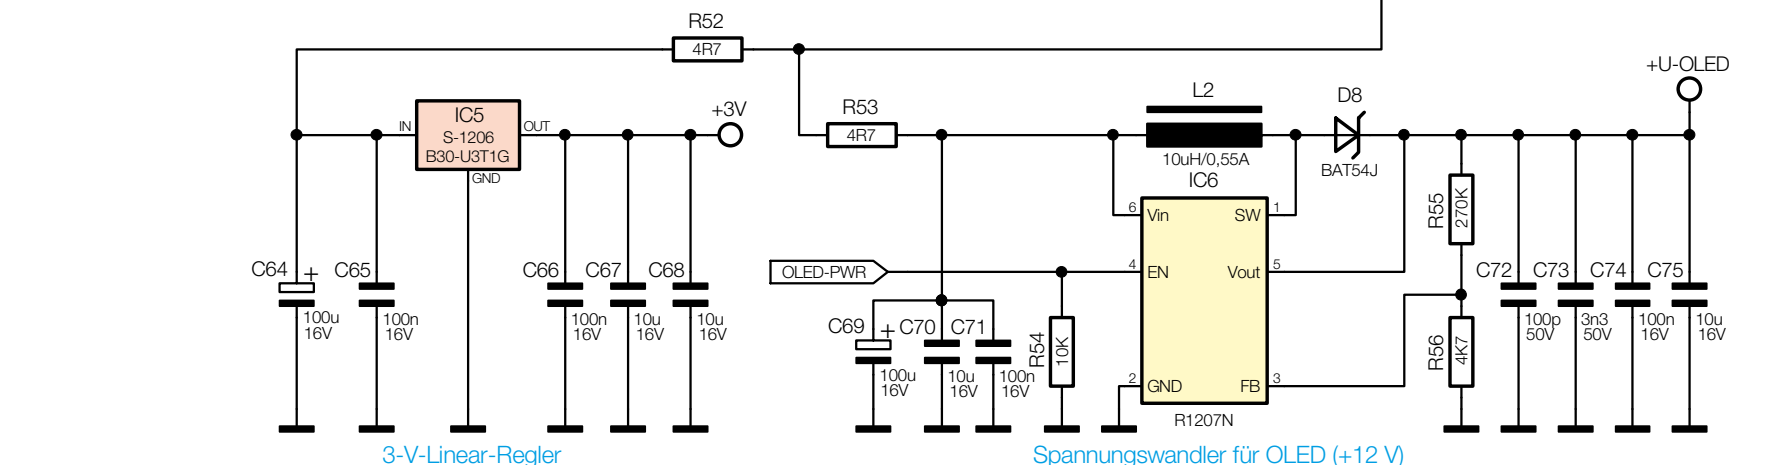 R52
4R7
+U-OLED
L2
D8
R53
4R7
+3V
IC5
S-1206
B30-U3T1G
IN
OUT
GND
10uH/0,55A
BAT54J
IC6
6
Vin
SW
1
R55
270K
OLED-PWR
4
EN
Vout
5
C64
+
100u
16V
C65
100n
16V
C66
100n
16V
C67
10u
16V
C68
10u
16V
C69
+
100u
16V
C70
10u
16V
C71
100n
16V
R54
10K
2
GND
FB
3
R1207N
R56
4K7
C72
100p
50V
C73
3n3
50V
C74
100n
16V
C75
10u
16V
3-V-Linear-Regler
Spannungswandler für OLED (+12 V)